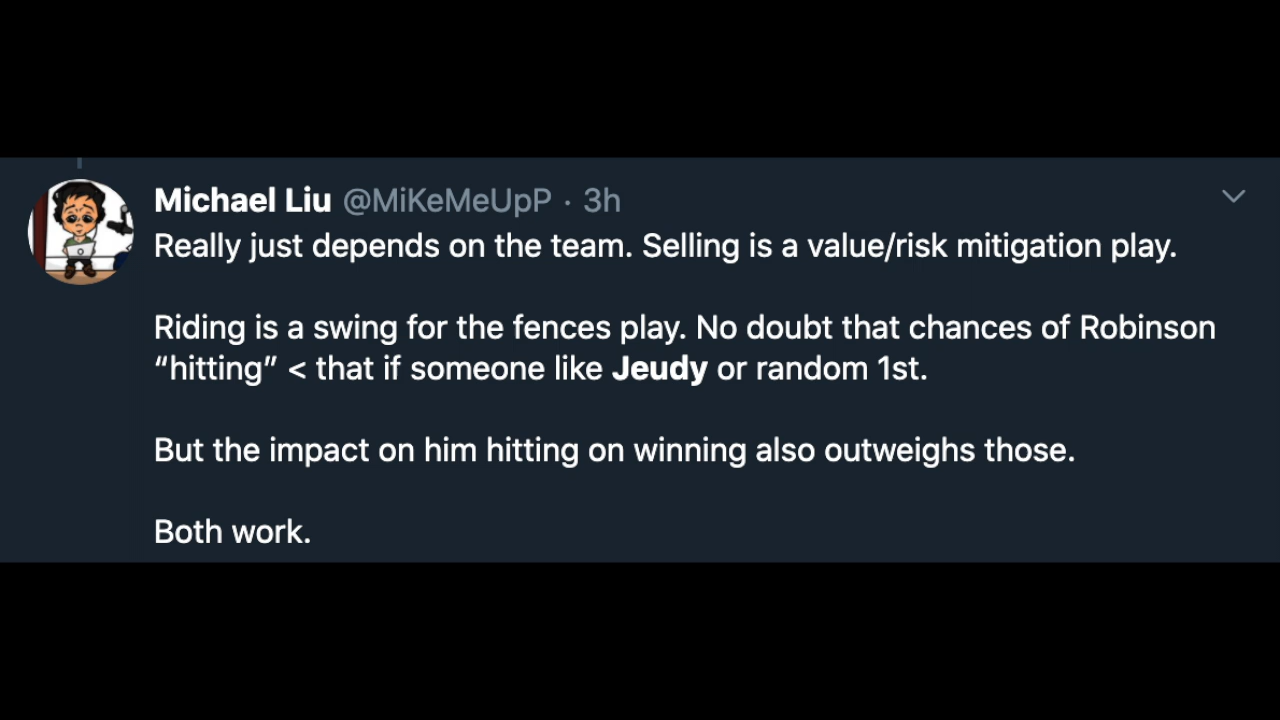 Michael Liu @MiKeMeUpP · 3h
Really just depends on the team. Selling is a value/risk mitigation play.
Riding is a swing for the fences play. No doubt that chances of Robinson
“hitting” < that if someone like Jeudy or random 1st.
But the impact on him hitting on winning also outweighs those.
Both work.